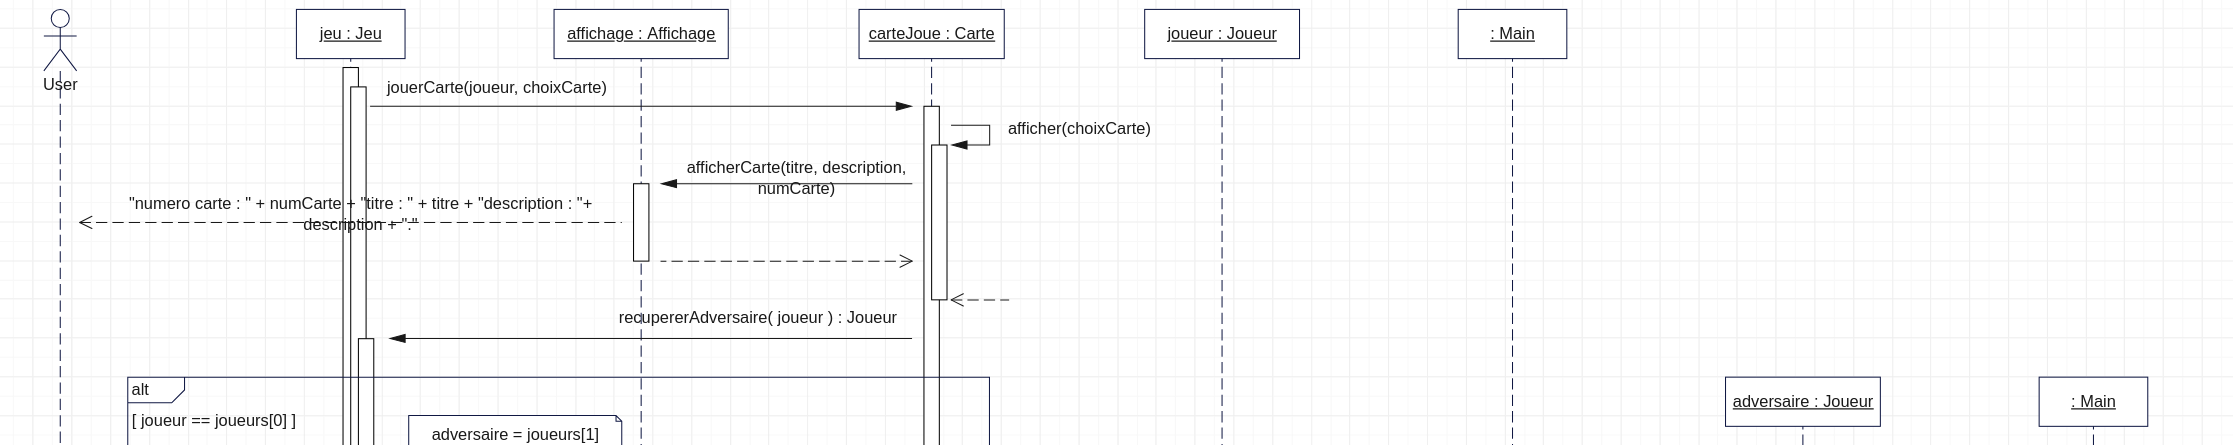 jeu : Jeu
affichage : Affichage
carteJoue : Carte
joueur : Joueur
: Main
User
jouerCarte(joueur, choixCarte)
afficher(choixCarte)
afficherCarte(titre, description,
numCarte)
"numero carte : " + numCarte + "titre : " + titre + "description : "+
description + "."
recupererAdversaire( joueur ) : Joueur
alt
[ joueur == joueurs[0] ]
adversaire = joueurs[1]
adversaire : Joueur
: Main